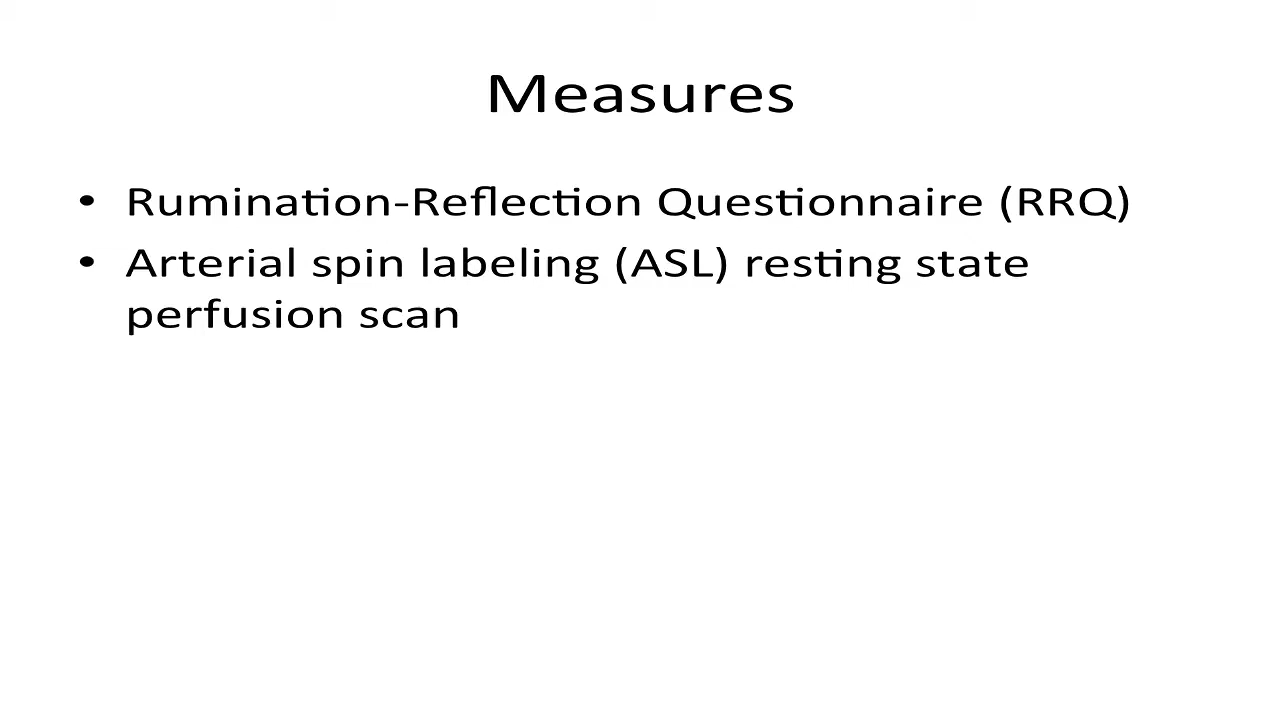 Measures
• Rumination-Reflection Questionnaire (RRQ)
• Arterial spin labeling (ASL) resting state
perfusion scan